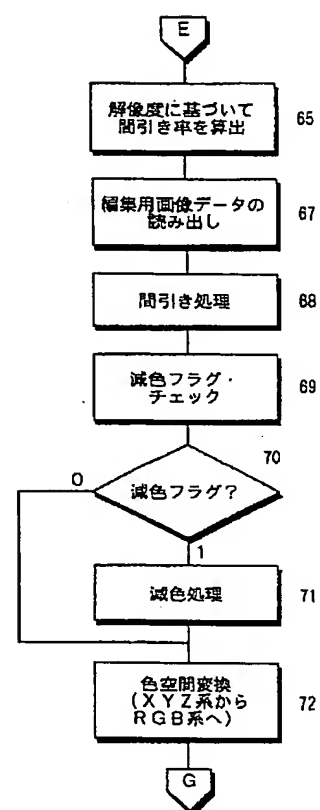 E
解像度に基づいて
間引き率を算出
65
編集用画像データの
読み出し
67
間引き処理
68
減色フラグ・
チェック
69
70
0
減色フラグ?
1
減色処理
71
色空間変換
(XYZ系から
RGB系へ)
72
G